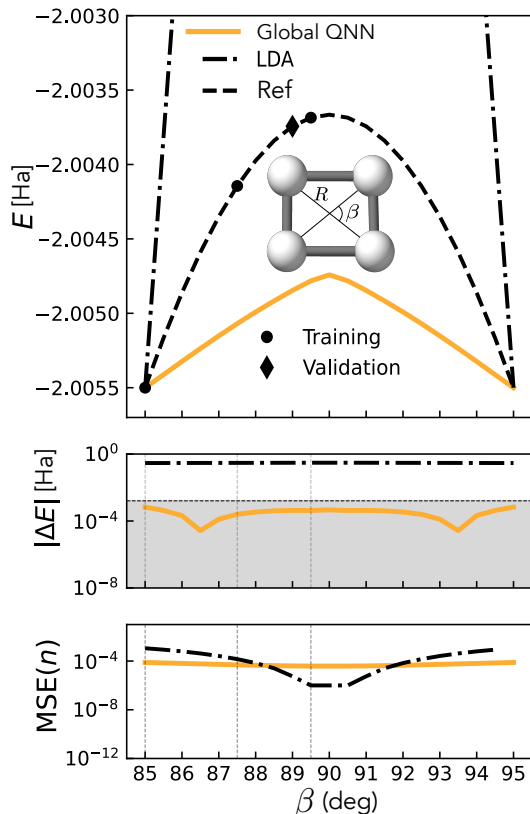 −2.0030
−2.0035
−2.0040
−2.0045
−2.0050
−2.0055
E [Ha]
Global QNN
LDA
Ref
R
β
Training
Validation
10⁰
10⁻⁴
10⁻⁸
|ΔE| [Ha]
10⁻⁴
10⁻⁸
10⁻¹²
MSE(n)
85 86 87 88 89 90 91 92 93 94 95
β (deg)